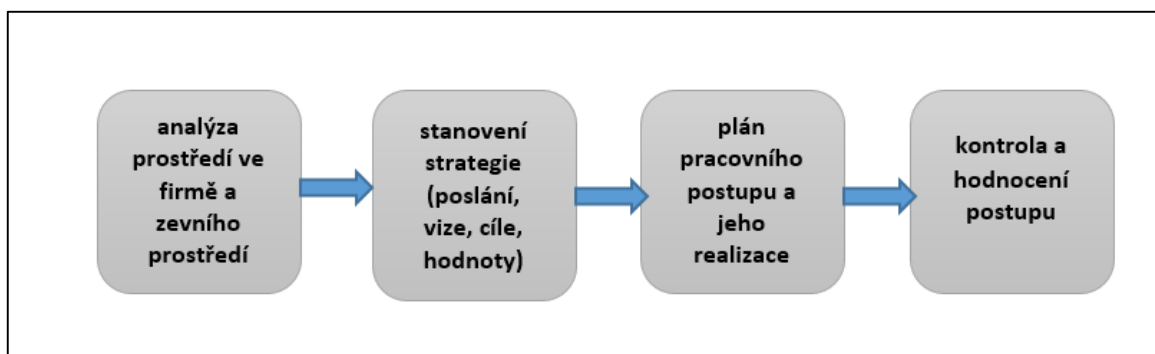 analýza
prostředí ve
firmě a
zevního
prostředí
stanovení
strategie
(poslání,
vize, cíle,
hodnoty)
plán
pracovního
postupu a
jeho
realizace
kontrola a
hodnocení
postupu